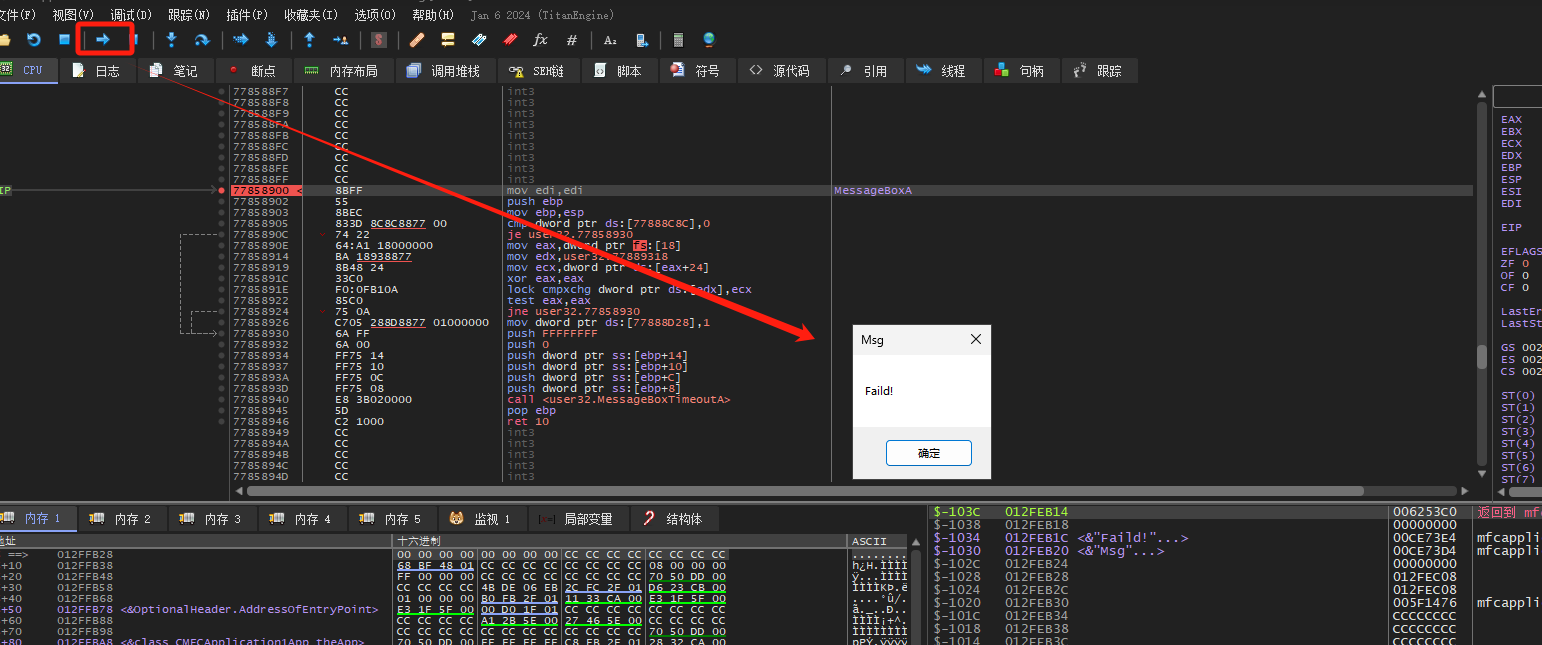 文件(F) 视图(V) 调试(D) 跟踪(N) 插件(P) 收藏夹(I) 选项(O) 帮助(H) Jan 6 2024 (TitanEngine)
CPU 日志 笔记 断点 内存布局 调用堆栈 SEH链 脚本 符号 源代码 引用 线程 句柄 跟踪
778588F7 CC int3
778588F8 CC int3
778588F9 CC int3
778588FA CC int3
778588FB CC int3
778588FC CC int3
778588FD CC int3
778588FE CC int3
778588FF CC int3
77858900 < 8BFF mov edi,edi MessageBoxA
77858902 55 push ebp
77858903 8BEC mov ebp,esp
77858905 833D 8C8C8877 00 cmp dword ptr ds:[77888C8C],0
7785890C 74 22 je user32.77858930
7785890E 64:A1 18000000 mov eax,dword ptr fs:[18]
77858914 BA 18938877 mov edx,user32.77889318
77858919 8B48 24 mov ecx,dword ptr ds:[eax+24]
7785891C 33C0 xor eax,eax
7785891E F0:0FB10A lock cmpxchg dword ptr ds:[edx],ecx
77858922 85C0 test eax,eax
77858924 75 0A jne user32.77858930
77858926 C705 288D8877 01000000 mov dword ptr ds:[77888D28],1
77858930 6A FF push FFFFFFFF
77858932 6A 00 push 0
77858934 FF75 14 push dword ptr ss:[ebp+14]
77858937 FF75 10 push dword ptr ss:[ebp+10]
7785893A FF75 0C push dword ptr ss:[ebp+C]
7785893D FF75 08 push dword ptr ss:[ebp+8]
77858940 E8 3B020000 call <user32.MessageBoxTimeoutA>
77858945 5D pop ebp
77858946 C2 1000 ret 10
77858949 CC int3
7785894A CC int3
7785894B CC int3
7785894C CC int3
7785894D CC int3
Msg
Faild!
确定
EAX
EBX
ECX
EDX
EBP
ESP
ESI
EDI
EIP
EFLAGS
ZF 0
OF 0
CF 0
LastEr
LastSt
GS 002
ES 002
CS 002
ST(0)
ST(1)
ST(2)
ST(3)
ST(4)
ST(5)
ST(6)
ST(7)
内存 1 内存 2 内存 3 内存 4 内存 5 监视 1 局部变量 结构体
地址 十六进制 ASCII
==> 012FFB28 00 00 00 00 00 00 00 00 CC CC CC CC CC CC CC CC
+10 012FFB38 68 BF 48 01 CC CC CC CC CC CC CC CC 08 00 00 00
+20 012FFB48 FF 00 00 00 CC CC CC CC CC CC CC CC 70 50 DD 00
+30 012FFB58 CC CC CC CC 4B DE 06 EB 2C FC 2F 01 D6 23 CB 00
+40 012FFB68 01 00 00 00 B0 FB 2F 01 11 33 CA 00 E3 1F 5F 00
+50 012FFB78 <&OptionalHeader.AddressOfEntryPoint> E3 1F 5F 00 00 D0 1F 01 CC CC CC CC CC CC CC CC
+60 012FFB88 CC CC CC CC A1 2B 5E 00 27 46 5E 00 CC CC CC CC
+70 012FFB98 CC CC CC CC CC CC CC CC CC CC CC CC 70 50 DD 00
+80 012FFBA8 <&class CMFCApplication1App theApp>
$-103C 012FEB14 006253C0 返回到 mfc
$-1038 012FEB18 00000000
$-1034 012FEB1C <&"Faild!"...> 00CE73E4 mfcappli
$-1030 012FEB20 <&"Msg"...> 00CE73D4 mfcappli
$-102C 012FEB24 00000000
$-1028 012FEB28 012FEC08
$-1024 012FEB2C 012FEC08
$-1020 012FEB30 005F1476 mfcappli
$-101C 012FEB34 CCCCCCCC
$-1018 012FEB38 CCCCCCCC
$-1014 012FEB3C CCCCCCCC